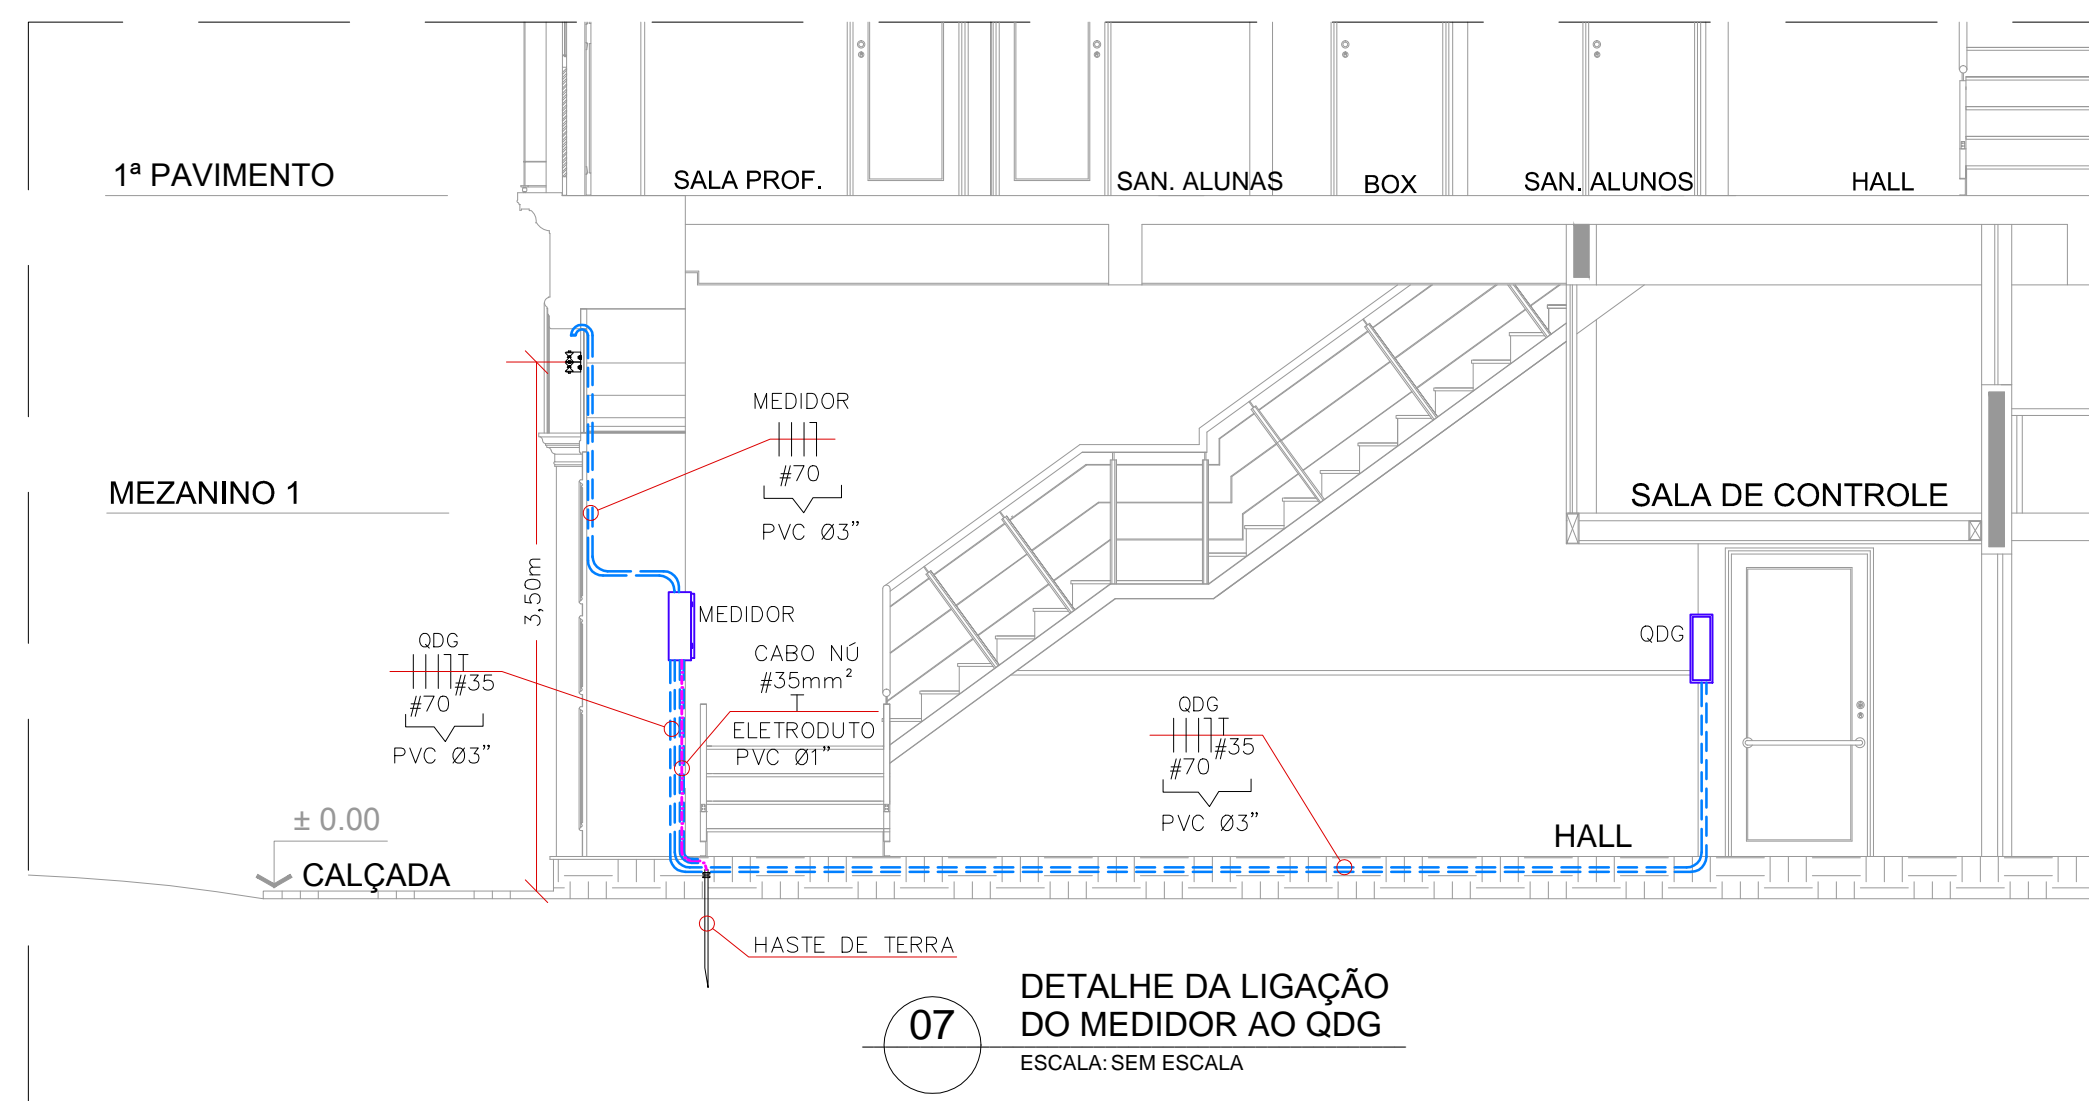 1ª PAVIMENTO
SALA PROF.
SAN. ALUNAS
BOX
SAN. ALUNOS
HALL
MEDIDOR
#70
PVC Ø3”
MEZANINO 1
SALA DE CONTROLE
3,50m
MEDIDOR
QDG
#35
#70
PVC Ø3”
CABO NÚ
#35mm²
ELETRODUTO
PVC Ø1”
QDG
QDG
#35
#70
PVC Ø3”
HALL
± 0.00
CALÇADA
HASTE DE TERRA
07
DETALHE DA LIGAÇÃO
DO MEDIDOR AO QDG
ESCALA: SEM ESCALA